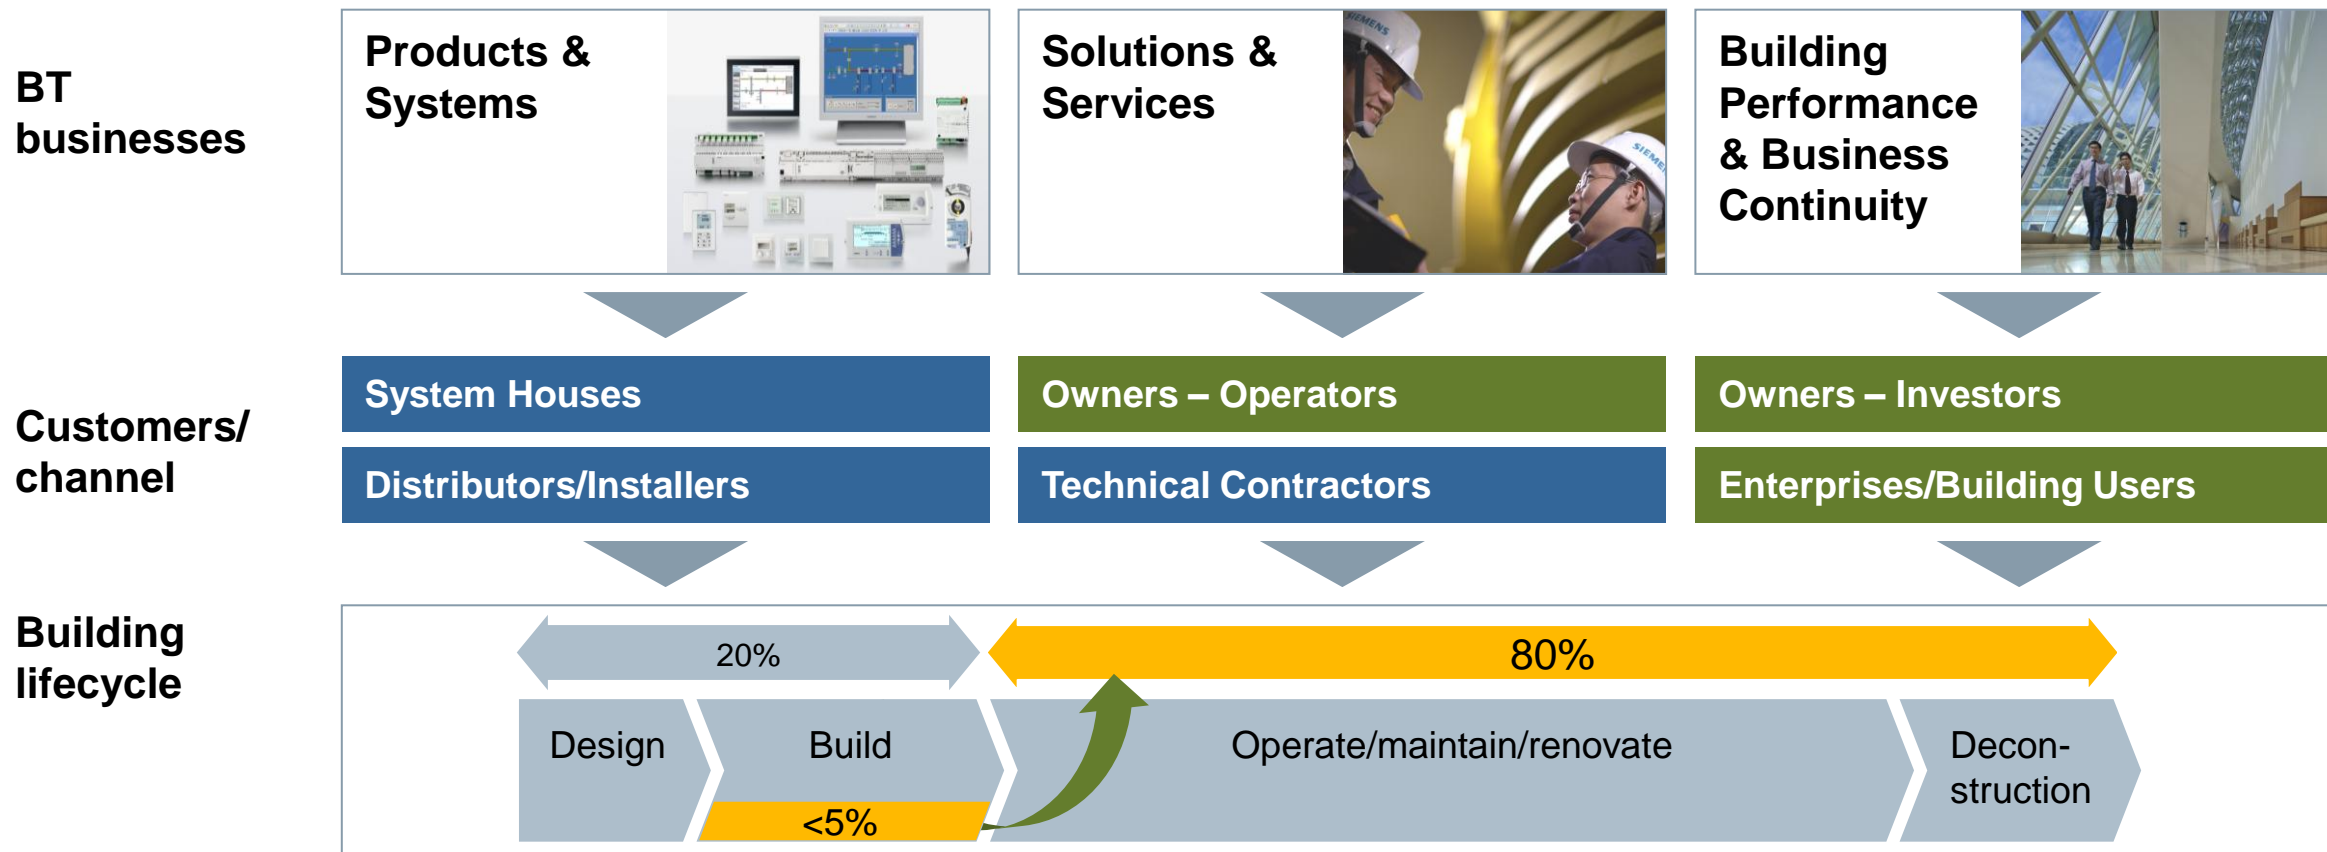 BT
businesses
Products &
Systems
Solutions &
Services
SIEMENS
Building
Performance
& Business
Continuity
Customers/
channel
System Houses
Owners – Operators
Owners – Investors
Distributors/Installers
Technical Contractors
Enterprises/Building Users
Building
lifecycle
20%
80%
Design
Build
Operate/maintain/renovate
Decon-
struction
<5%